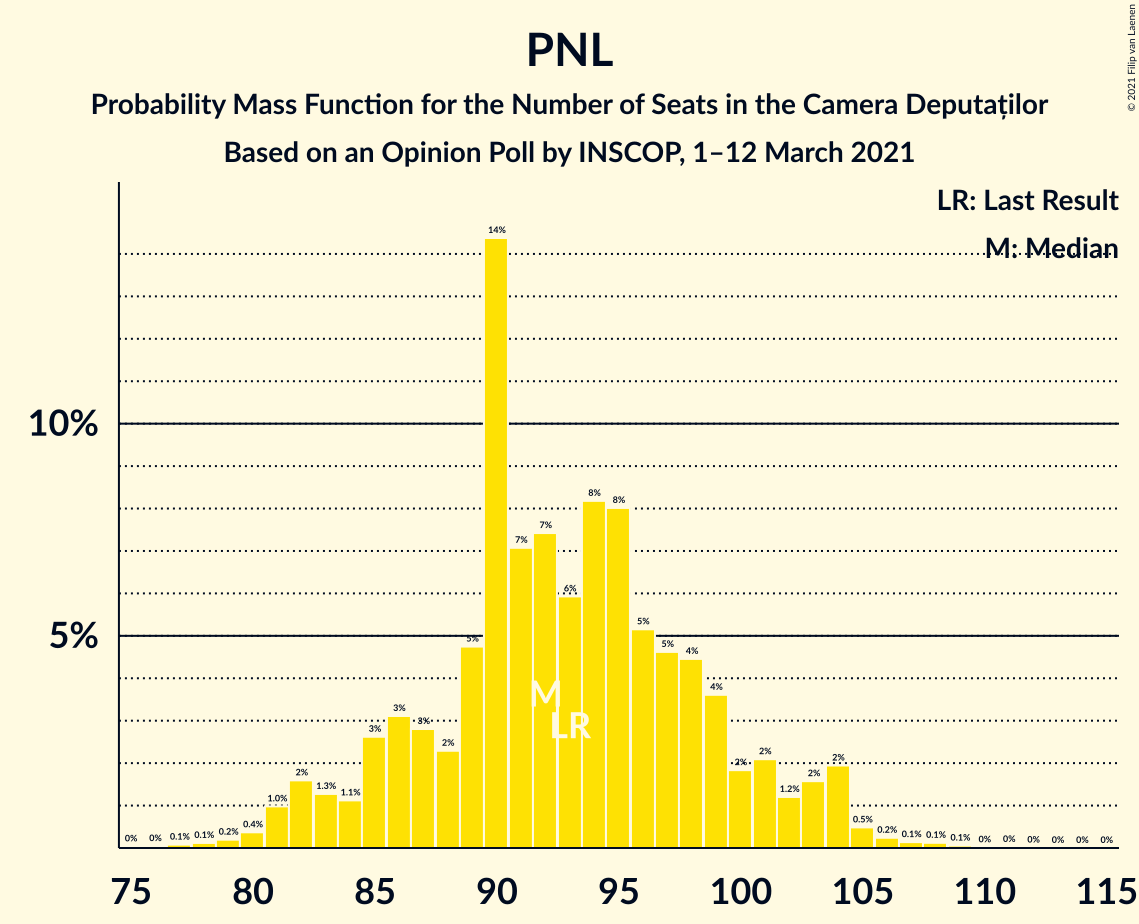 PNL
Probability Mass Function for the Number of Seats in the Camera Deputaților
Based on an Opinion Poll by INSCOP, 1–12 March 2021
© 2021 Filip van Laenen
LR: Last Result
M: Median
10%
5%
0% 0% 0.1% 0.1% 0.2% 0.4% 1.0% 2% 1.3% 1.1% 3% 3% 3% 2% 5% 14% 7% 7% 6% 8% 8% 5% 5% 4% 4% 2% 2% 1.2% 2% 2% 0.5% 0.2% 0.1% 0.1% 0.1% 0% 0% 0% 0% 0% 0%
M
LR
75 80 85 90 95 100 105 110 115